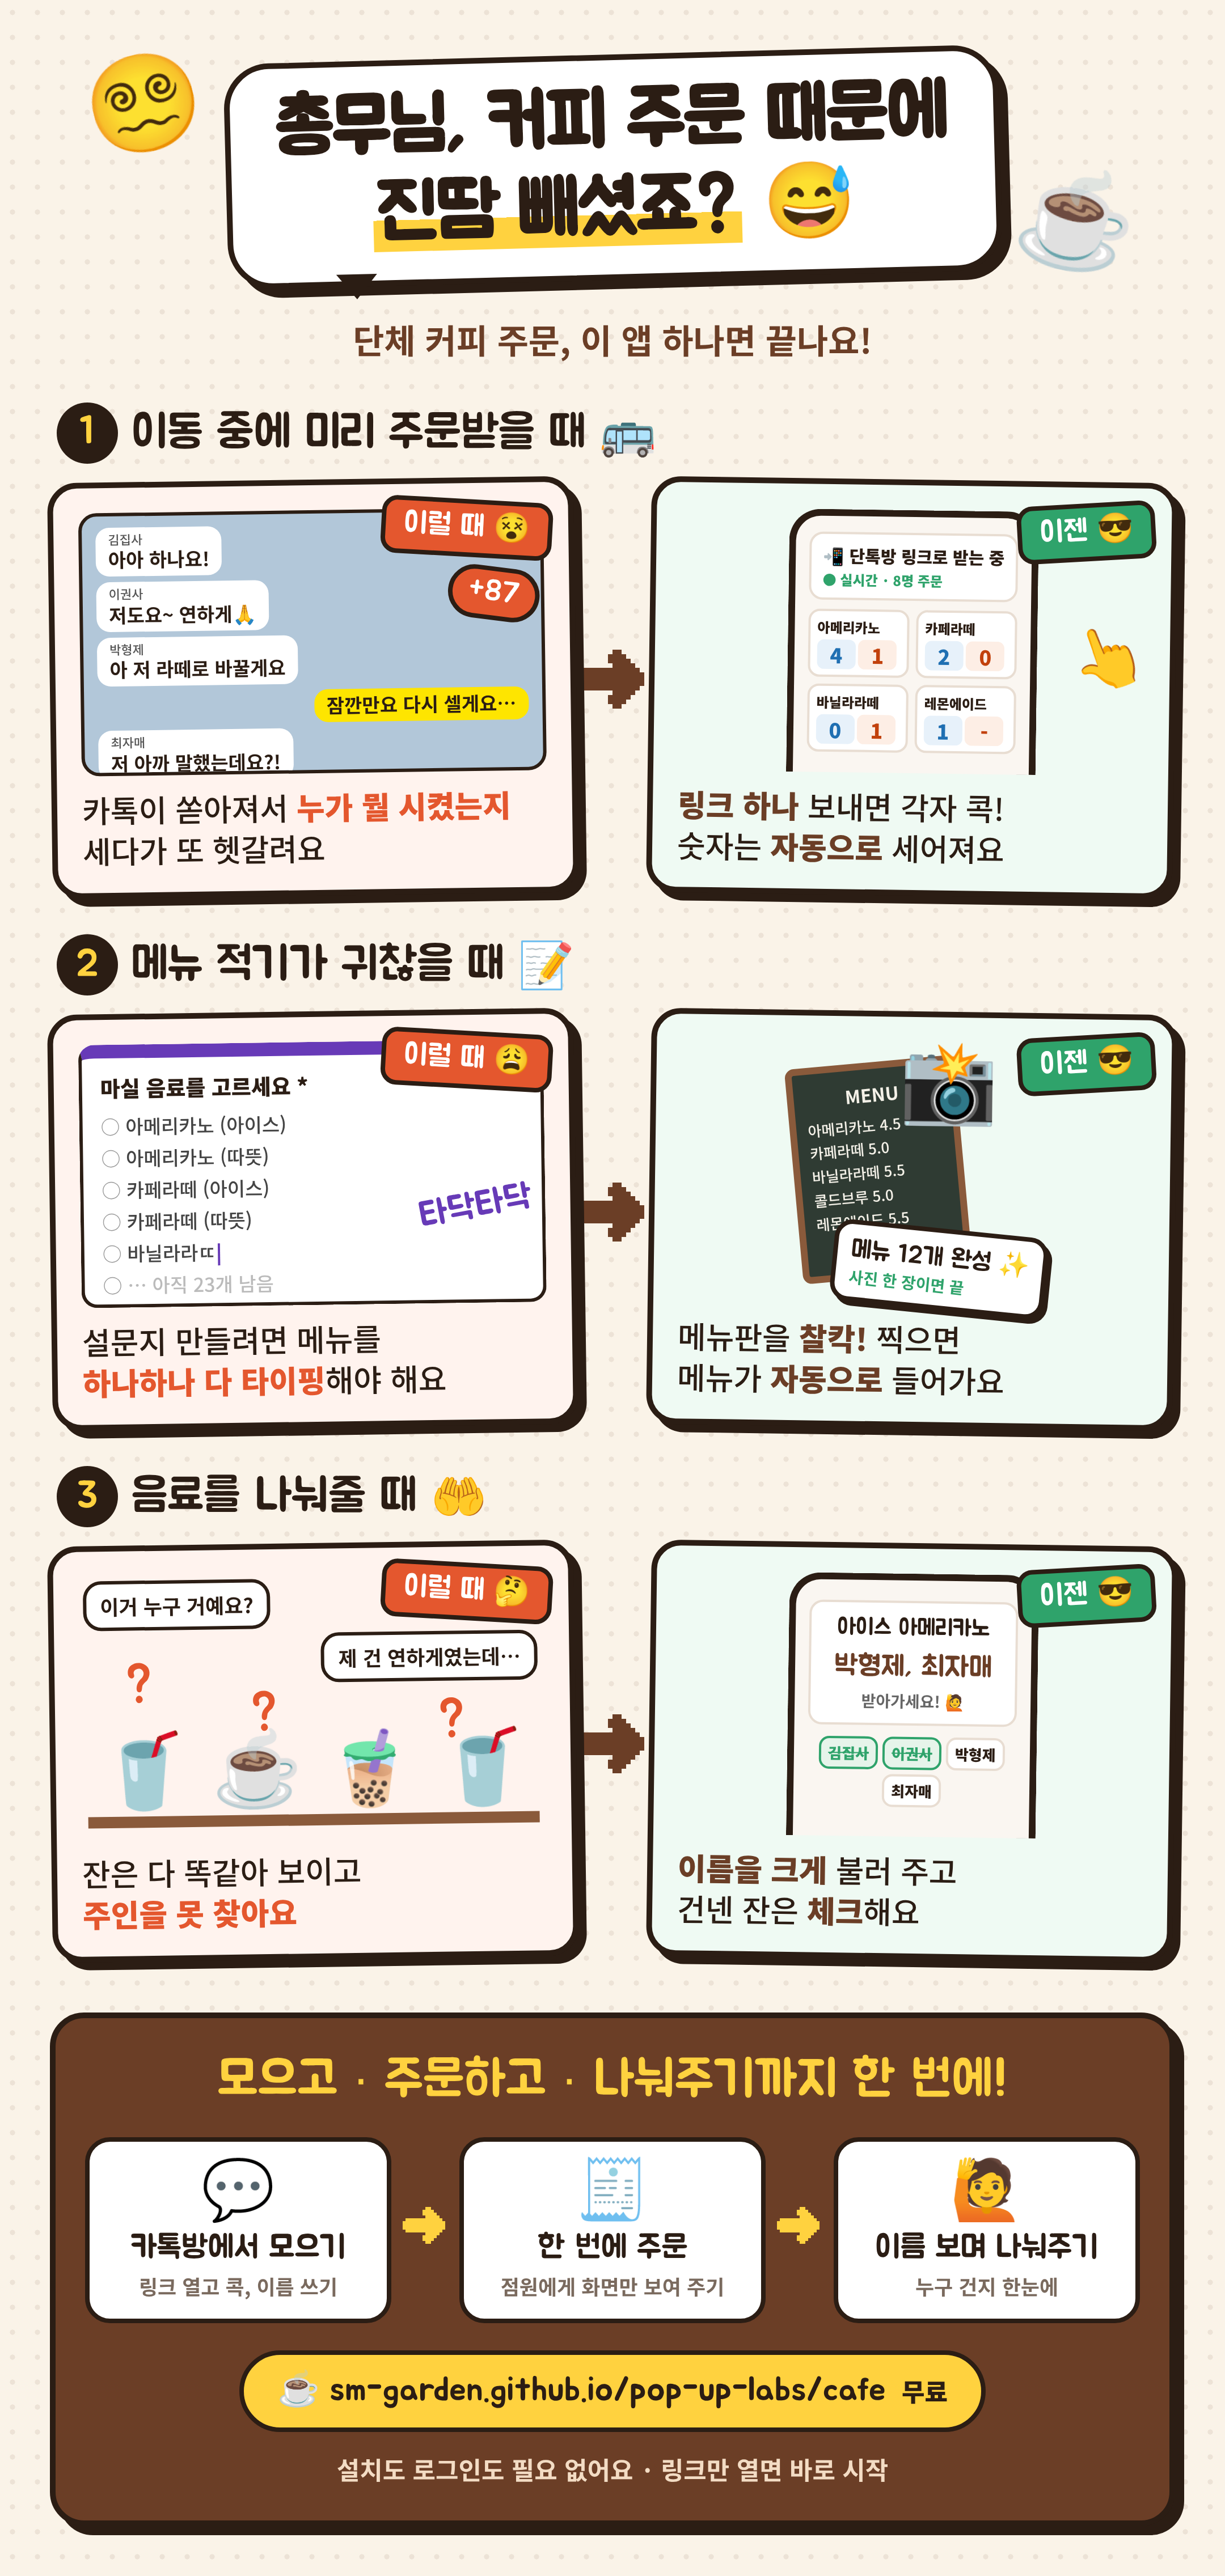 총무님, 커피 주문 때문에
진땀 빼셨죠?
단체 커피 주문, 이 앱 하나면 끝나요!
1 이동 중에 미리 주문받을 때
이럴 때
김집사
아아 하나요!
+87
이권사
저도요~ 연하게
박형제
아 저 라떼로 바꿀게요
잠깐만요 다시 셀게요…
최자매
저 아까 말했는데요?!
카톡이 쏟아져서 누가 뭘 시켰는지
세다가 또 헷갈려요
이젠
단톡방 링크로 받는 중
실시간 · 8명 주문
아메리카노
4 1
카페라떼
2 0
바닐라라떼
0 1
레몬에이드
1 -
링크 하나 보내면 각자 콕!
숫자는 자동으로 세어져요
2 메뉴 적기가 귀찮을 때
이럴 때
마실 음료를 고르세요 *
아메리카노 (아이스)
아메리카노 (따뜻)
카페라떼 (아이스)
카페라떼 (따뜻)
바닐라라ㄸ
… 아직 23개 남음
타닥타닥
설문지 만들려면 메뉴를
하나하나 다 타이핑해야 해요
이젠
MENU
아메리카노 4.5
카페라떼 5.0
바닐라라떼 5.5
콜드브루 5.0
레몬에이드 5.5
메뉴 12개 완성
사진 한 장이면 끝
메뉴판을 찰칵! 찍으면
메뉴가 자동으로 들어가요
3 음료를 나눠줄 때
이럴 때
이거 누구 거예요?
제 건 연하게였는데…
?
?
?
잔은 다 똑같아 보이고
주인을 못 찾아요
이젠
아이스 아메리카노
박형제, 최자매
받아가세요!
김집사 이권사 박형제
최자매
이름을 크게 불러 주고
건넨 잔은 체크해요
모으고 · 주문하고 · 나눠주기까지 한 번에!
카톡방에서 모으기
링크 열고 콕, 이름 쓰기
한 번에 주문
점원에게 화면만 보여 주기
이름 보며 나눠주기
누구 건지 한눈에
sm-garden.github.io/pop-up-labs/cafe 무료
설치도 로그인도 필요 없어요 · 링크만 열면 바로 시작